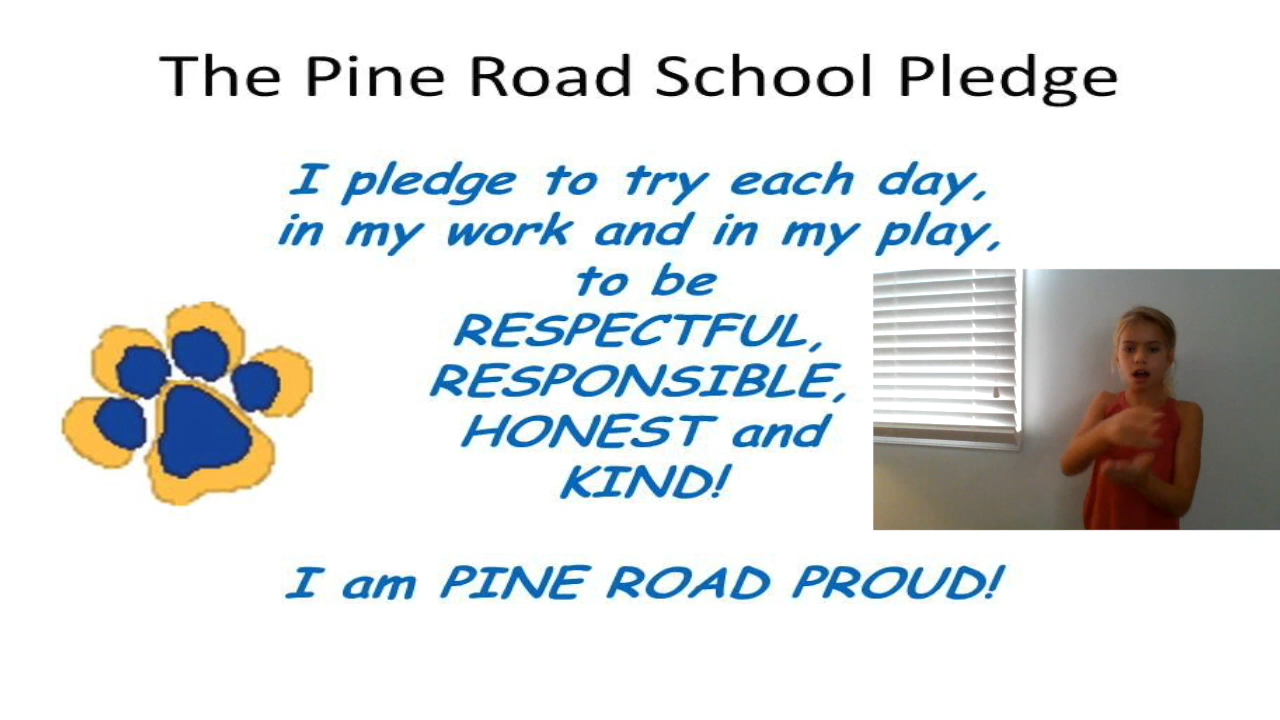 The Pine Road School Pledge
I pledge to try each day,
in my work and in my play,
to be
RESPECTFUL,
RESPONSIBLE,
HONEST and
KIND!
I am PINE ROAD PROUD!